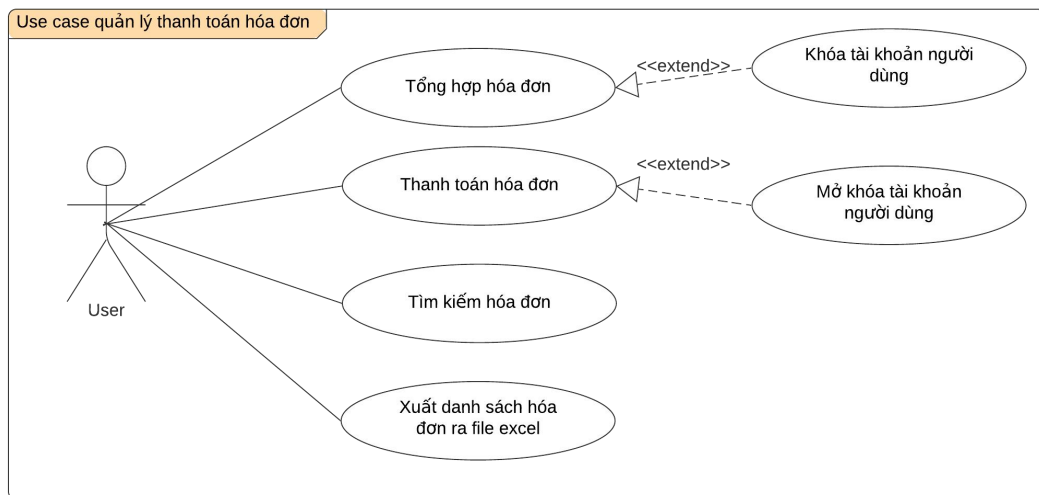 Use case quản lý thanh toán hóa đơn
Tổng hợp hóa đơn
<<extend>>
Khóa tài khoản người
dùng
Thanh toán hóa đơn
<<extend>>
Mở khóa tài khoản
người dùng
Tìm kiếm hóa đơn
User
Xuất danh sách hóa
đơn ra file excel